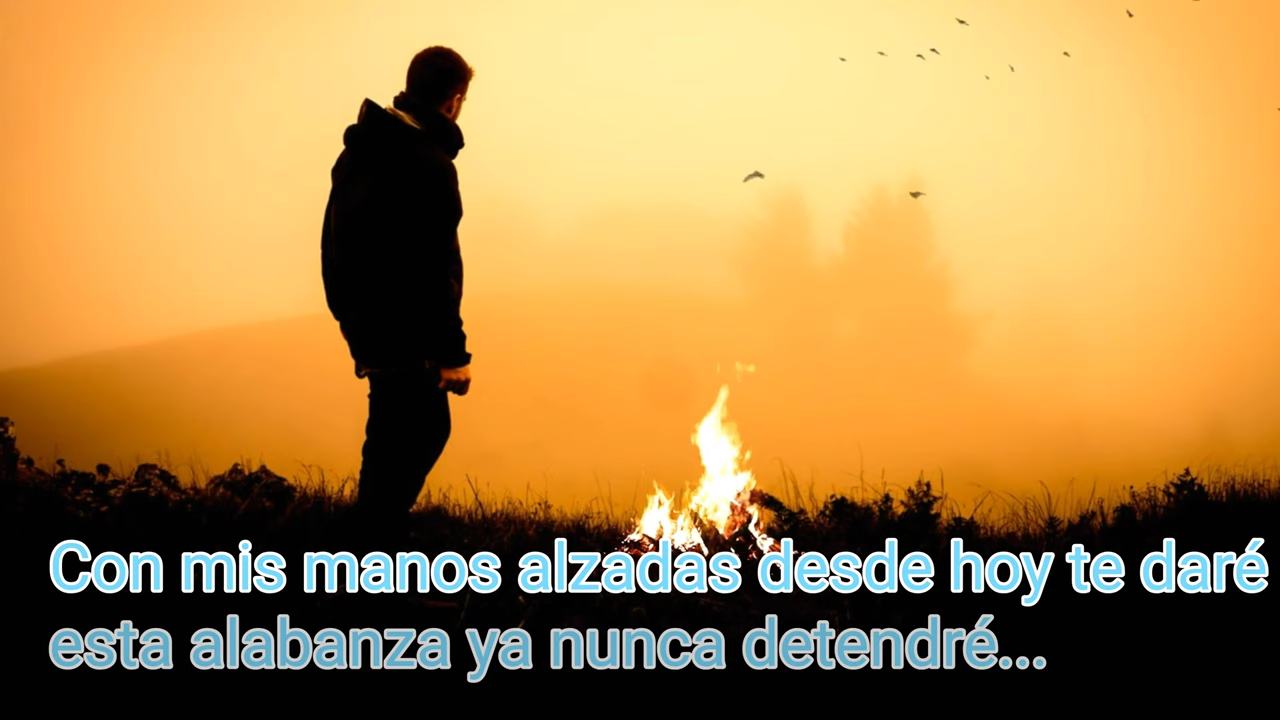 Con mis manos alzadas desde hoy te daré
esta alabanza ya nunca detendré...